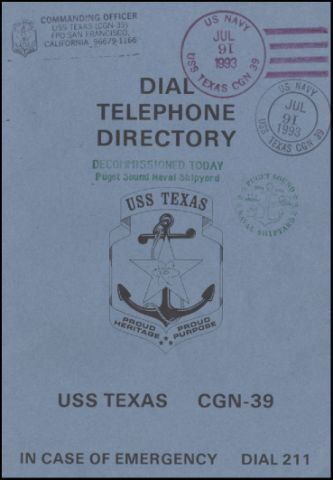 COMMANDING OFFICER
USS TEXAS (CGN-39)
FPO SAN FRANCISCO,
CALIFORNIA 96679-1166
US NAVY
JUL
91
1993
USS TEXAS CGN 39
US NAVY
JUL
91
1993
USS TEXAS CGN 39
DIAL
TELEPHONE
DIRECTORY
DECOMMISSIONED TODAY
Puget Sound Naval Shipyard
PUGET SOUND
NAVAL SHIPYARD
USS TEXAS
PROUD HERITAGE
PROUD PURPOSE
USS TEXAS CGN-39
IN CASE OF EMERGENCY DIAL 211